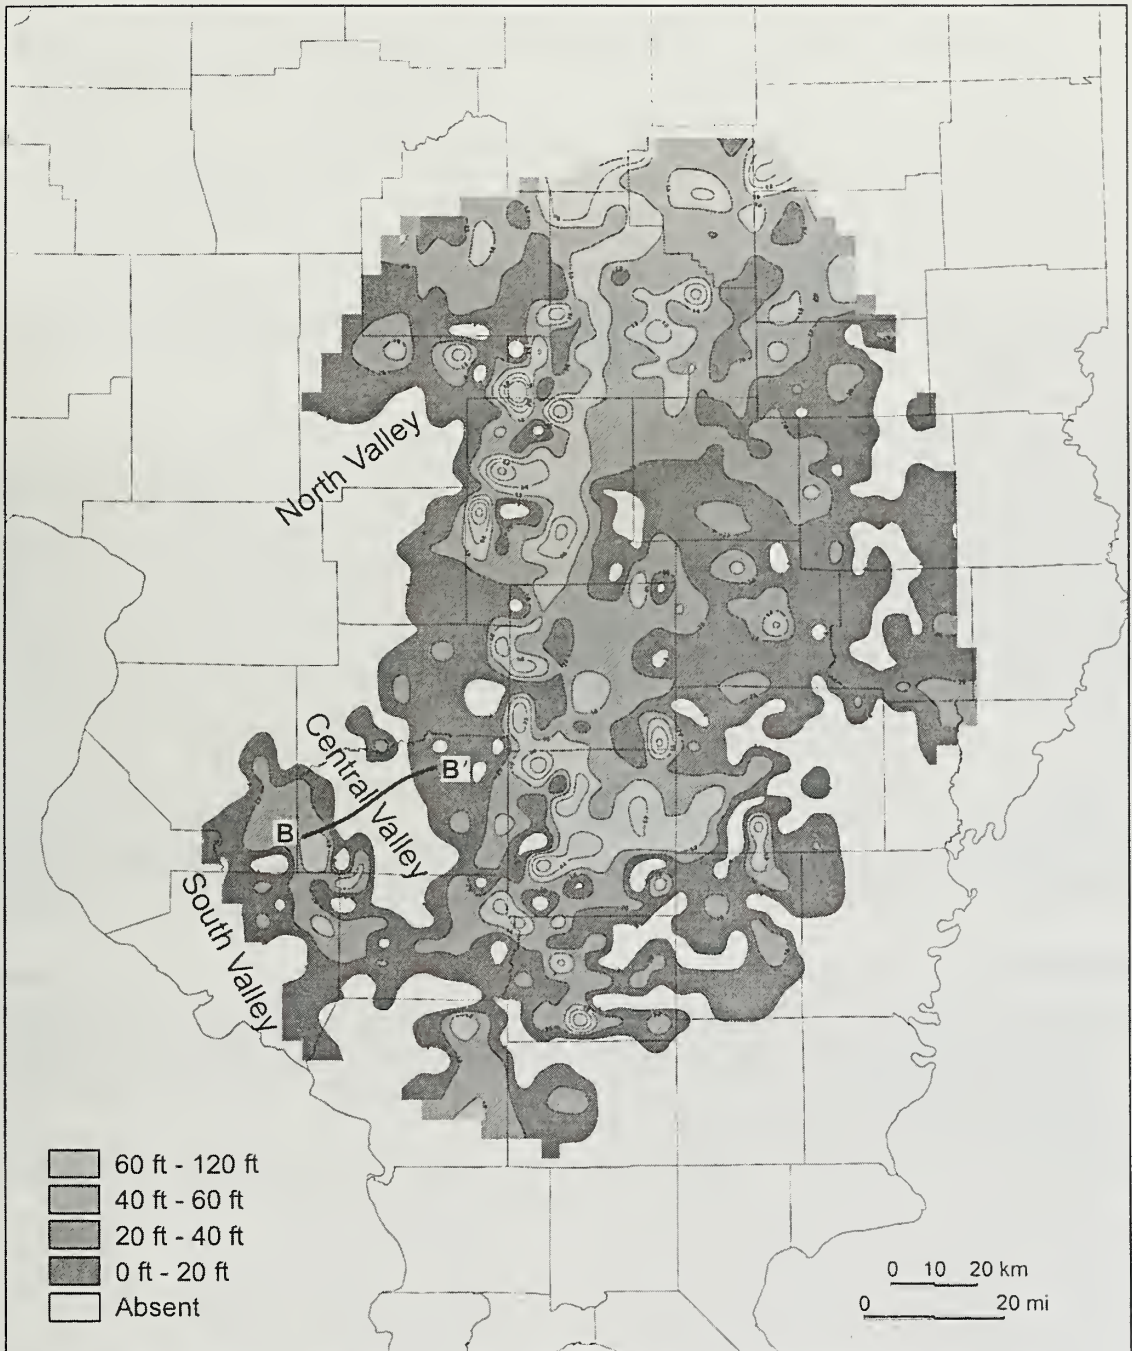 North Valley
Central Valley
B'
B
South Valley
60 ft - 120 ft
40 ft - 60 ft
20 ft - 40 ft
0 ft - 20 ft
Absent
0 10 20 km
0 20 mi